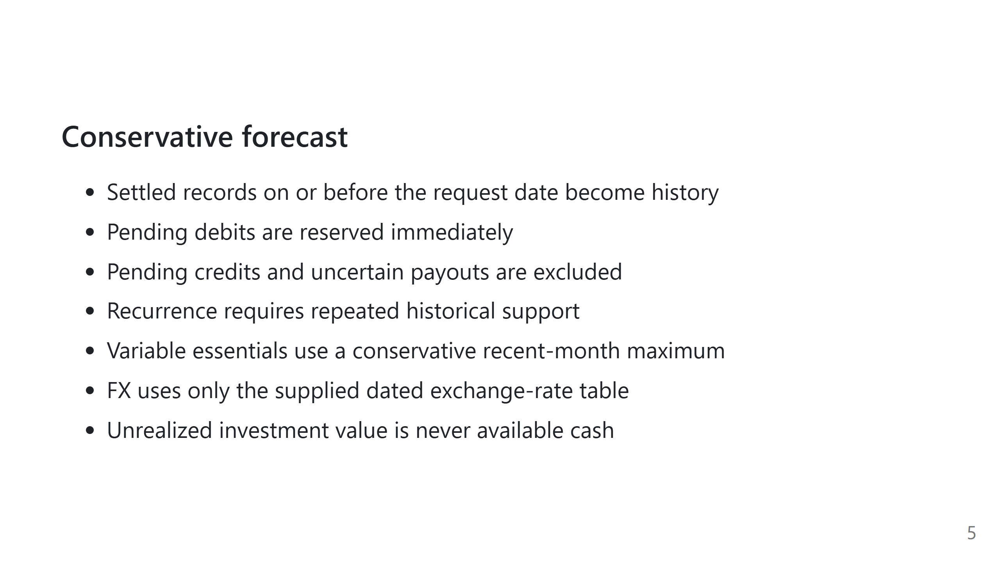 Conservative forecast
• Settled records on or before the request date become history
• Pending debits are reserved immediately
• Pending credits and uncertain payouts are excluded
• Recurrence requires repeated historical support
• Variable essentials use a conservative recent-month maximum
• FX uses only the supplied dated exchange-rate table
• Unrealized investment value is never available cash
5